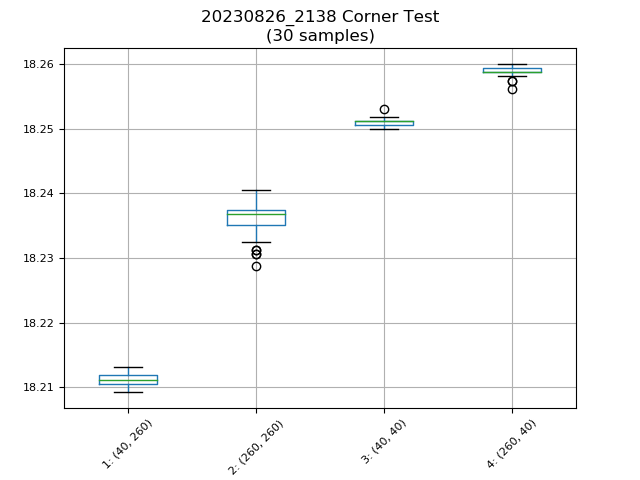 20230826_2138 Corner Test
(30 samples)
18.26
18.25
18.24
18.23
18.22
18.21
1: (40, 260)
2: (260, 260)
3: (40, 40)
4: (260, 40)